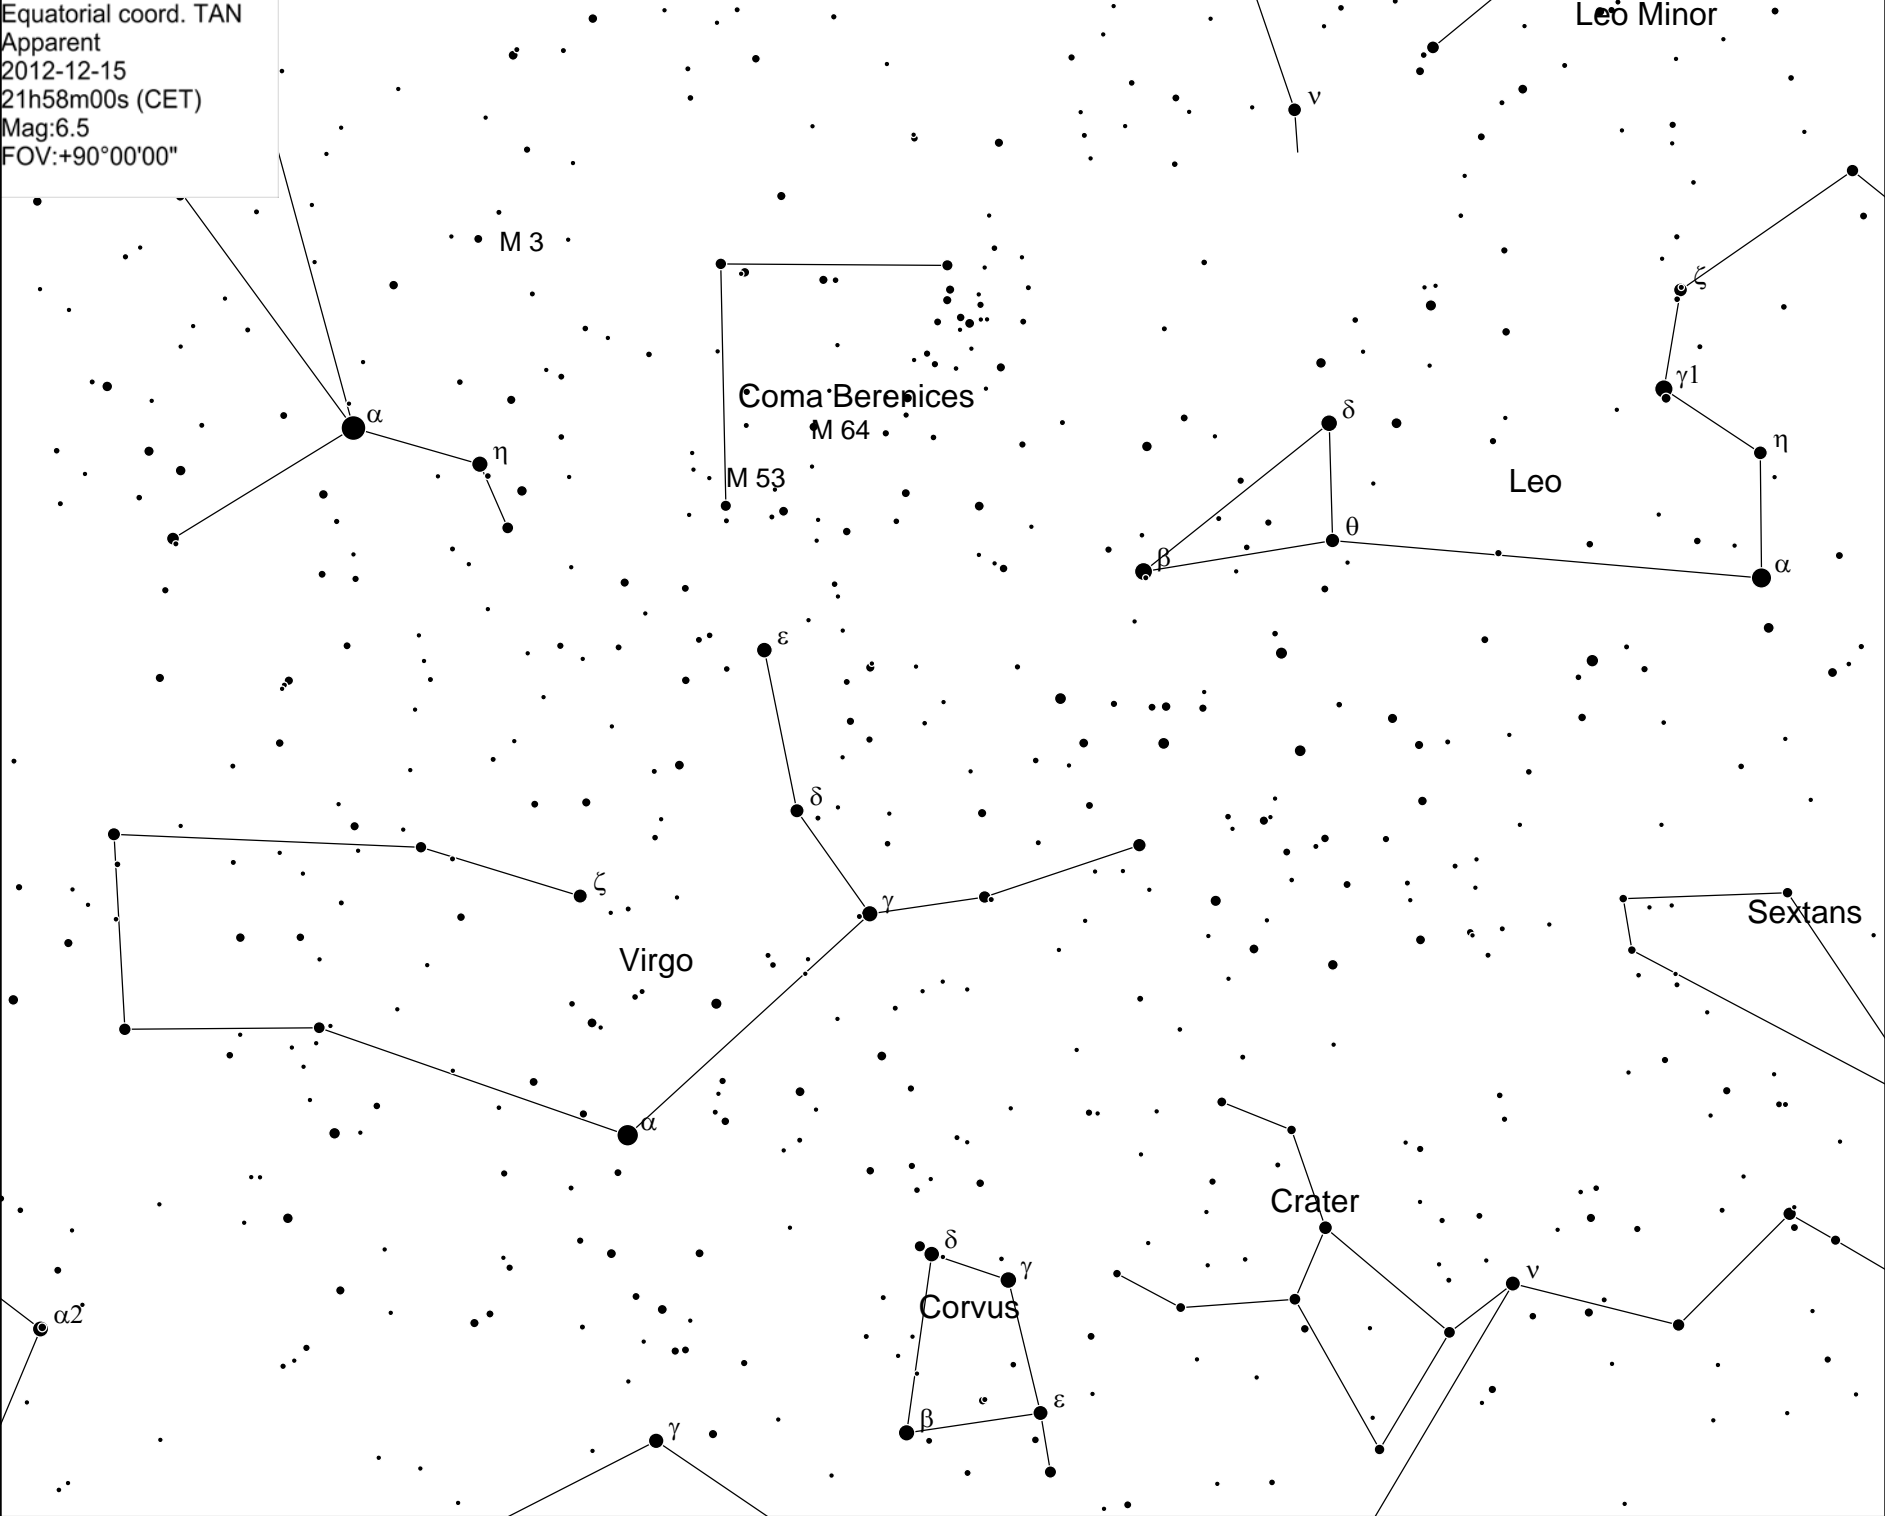 Equatorial coord. TAN
Apparent
2012-12-15
21h58m00s (CET)
Mag:6.5
FOV:+90°00'00"
Leo Minor
ν
M 3
ζ
γ1
Coma Berenices
α
δ
M 64
η
η
M 53
Leo
θ
β
α
ε
δ
ζ
γ
Sextans
Virgo
α
Crater
δ
γ
ν
Corvus
α2
ε
β
γ